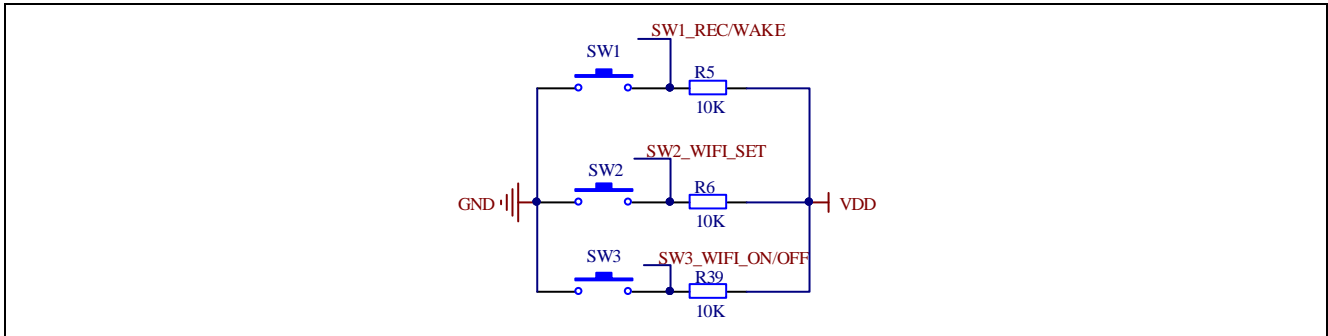 SW1_REC/WAKE
SW1
R5
10K
SW2_WIFI_SET
SW2
R6
GND
VDD
10K
SW3_WIFI_ON/OFF
SW3
R39
10K